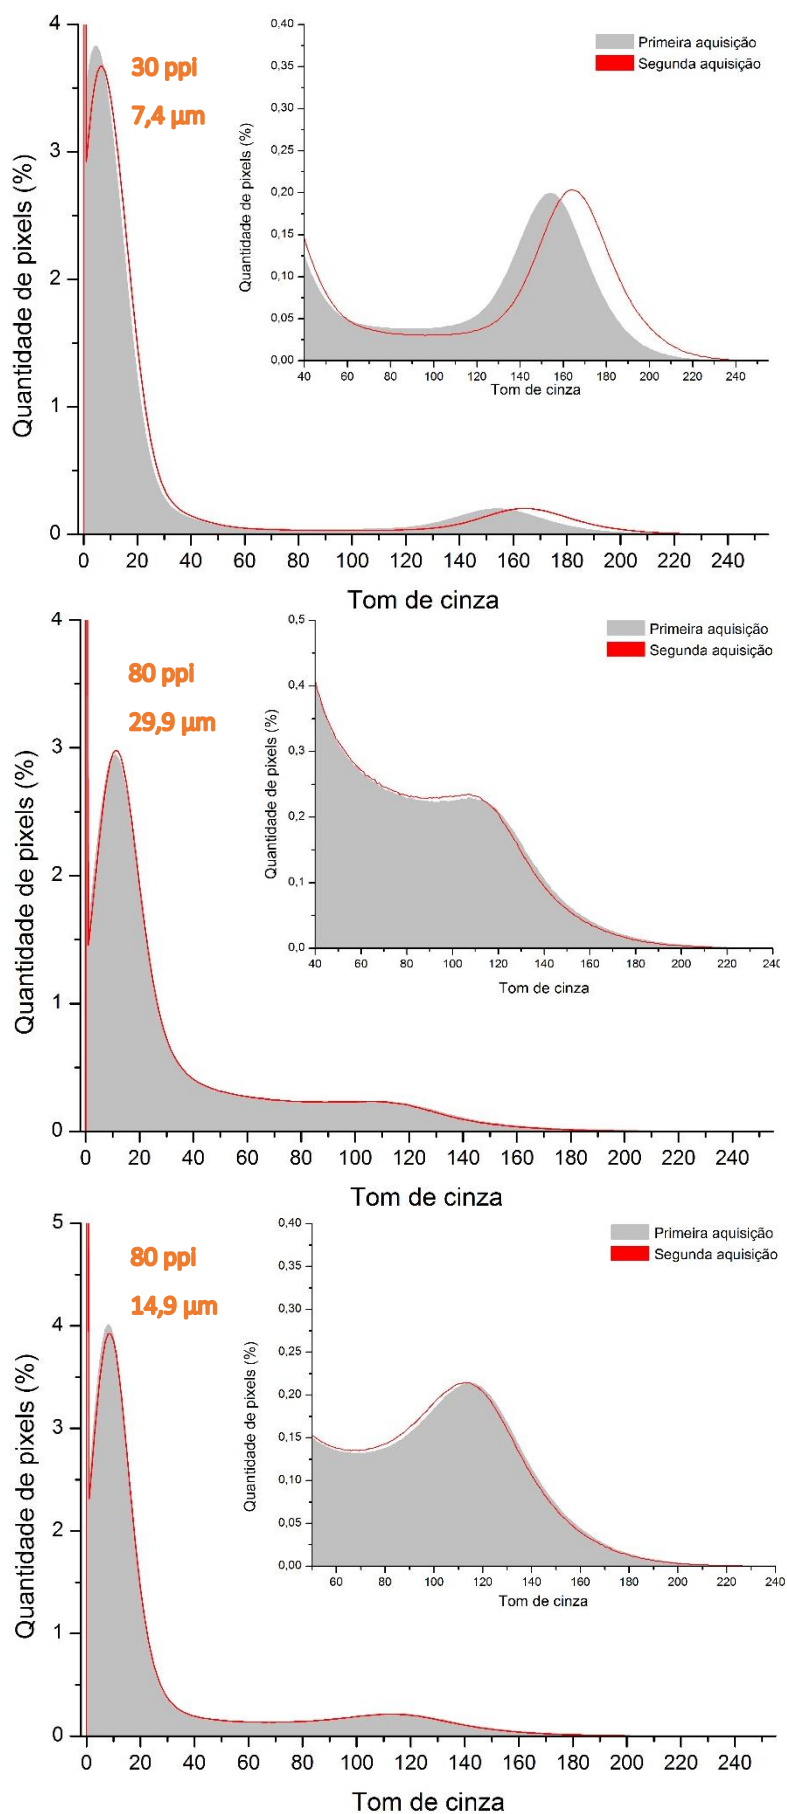 30 ppi
7,4 µm
Quantidade de pixels (%)
4
3
2
1
0
0 20 40 60 80 100 120 140 160 180 200 220 240
Tom de cinza
Primeira aquisição
Segunda aquisição
Quantidade de pixels (%)
0,40
0,35
0,30
0,25
0,20
0,15
0,10
0,05
0,00
40 60 80 100 120 140 160 180 200 220 240
Tom de cinza
80 ppi
29,9 µm
Quantidade de pixels (%)
4
3
2
1
0
0 20 40 60 80 100 120 140 160 180 200 220 240
Tom de cinza
Primeira aquisição
Segunda aquisição
Quantidade de pixels (%)
0,5
0,4
0,3
0,2
0,1
0,0
40 60 80 100 120 140 160 180 200 220 240
Tom de cinza
80 ppi
14,9 µm
Quantidade de pixels (%)
5
4
3
2
1
0
0 20 40 60 80 100 120 140 160 180 200 220 240
Tom de cinza
Primeira aquisição
Segunda aquisição
Quantidade de pixels (%)
0,40
0,35
0,30
0,25
0,20
0,15
0,10
0,05
0,00
60 80 100 120 140 160 180 200 220 240
Tom de cinza